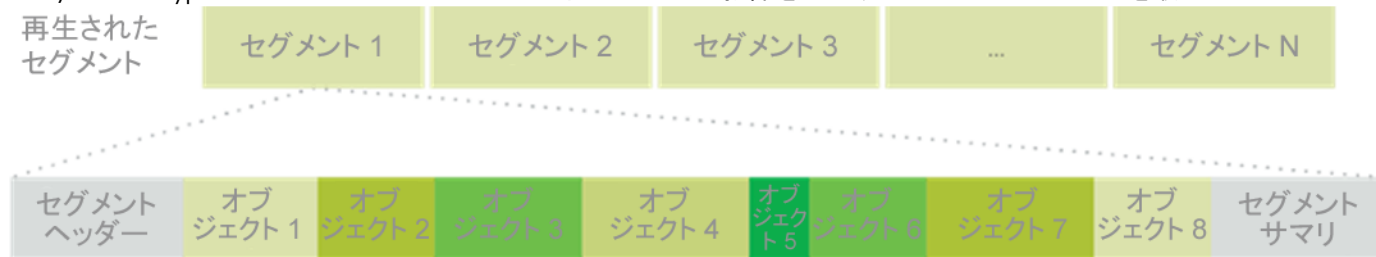 再生された
セグメント
セグメント 1
セグメント 2
セグメント 3
...
セグメント N
セグメント
ヘッダー
オブ
ジェクト 1
オブ
ジェクト 2
オブ
ジェクト 3
オブ
ジェクト 4
オブ
ジェク
ト 5
オブ
ジェクト 6
オブ
ジェクト 7
オブ
ジェクト 8
セグメント
サマリ